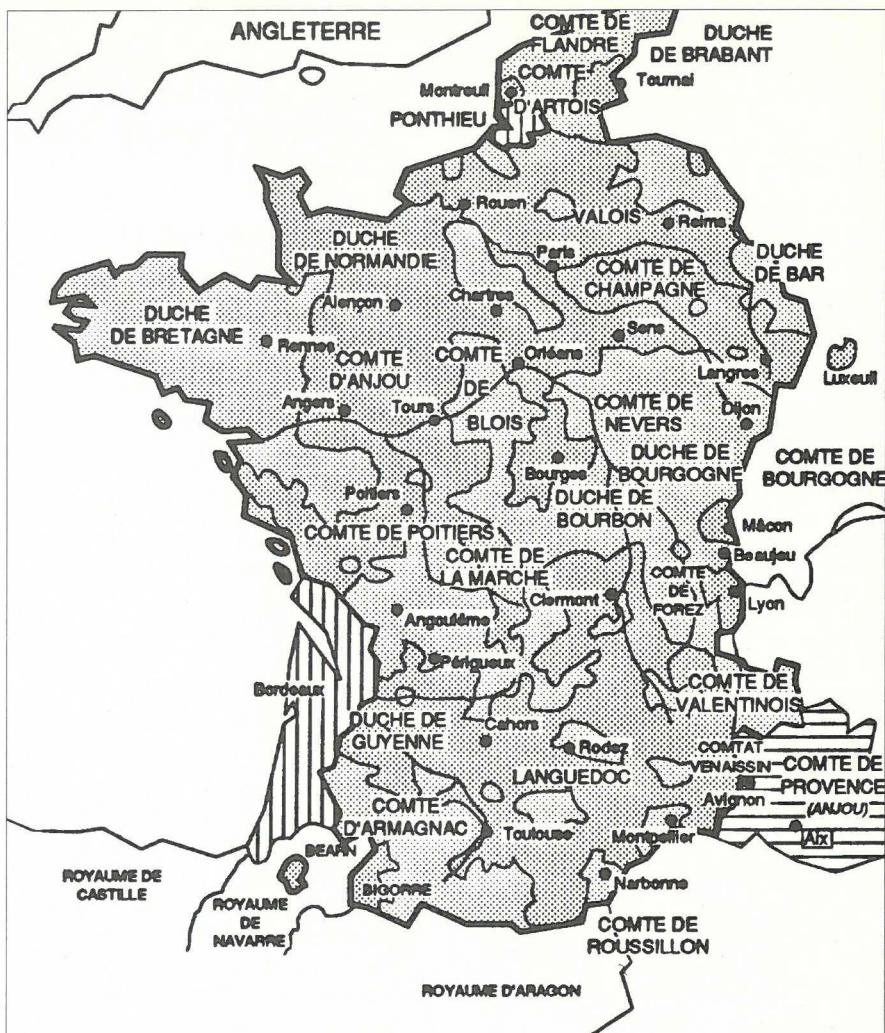 ANGLETERRE
COMTE DE
FLANDRE
DUCHE
DE BRABANT
COMTE
D'ARTOIS
Montreuil
Tournai
PONTHIEU
Rouen
VALOIS
Reims
DUCHE
DE NORMANDIE
Paris
DUCHE
DE BAR
COMTE DE
CHAMPAGNE
Alençon
Chartres
DUCHE
DE BRETAGNE
Rennes
Sens
COMTE
D'ANJOU
COMTE
DE
BLOIS
Orléans
Langres
Luxeuil
Angers
Tours
COMTE DE
NEVERS
Dijon
Bourges
DUCHE DE
BOURGOGNE
COMTE DE
BOURGOGNE
Poitiers
DUCHE DE
BOURBON
COMTE DE POITIERS
Mâcon
Beaujeu
COMTE DE
LA MARCHE
Clermont
COMTE
DE
FOREZ
Lyon
Angoulême
Périgueux
Bordeaux
COMTE DE
VALENTINOIS
DUCHE DE
GUYENNE
Cahors
Rodez
COMTAT
VENAISSIN
COMTE DE
PROVENCE
(ANJOU)
LANGUEDOC
Avignon
COMTE
D'ARMAGNAC
Toulouse
Montpellier
Aix
BEARN
ROYAUME DE
CASTILLE
BIGORRE
Narbonne
ROYAUME
DE
NAVARRE
COMTE DE
ROUSSILLON
ROYAUME D'ARAGON